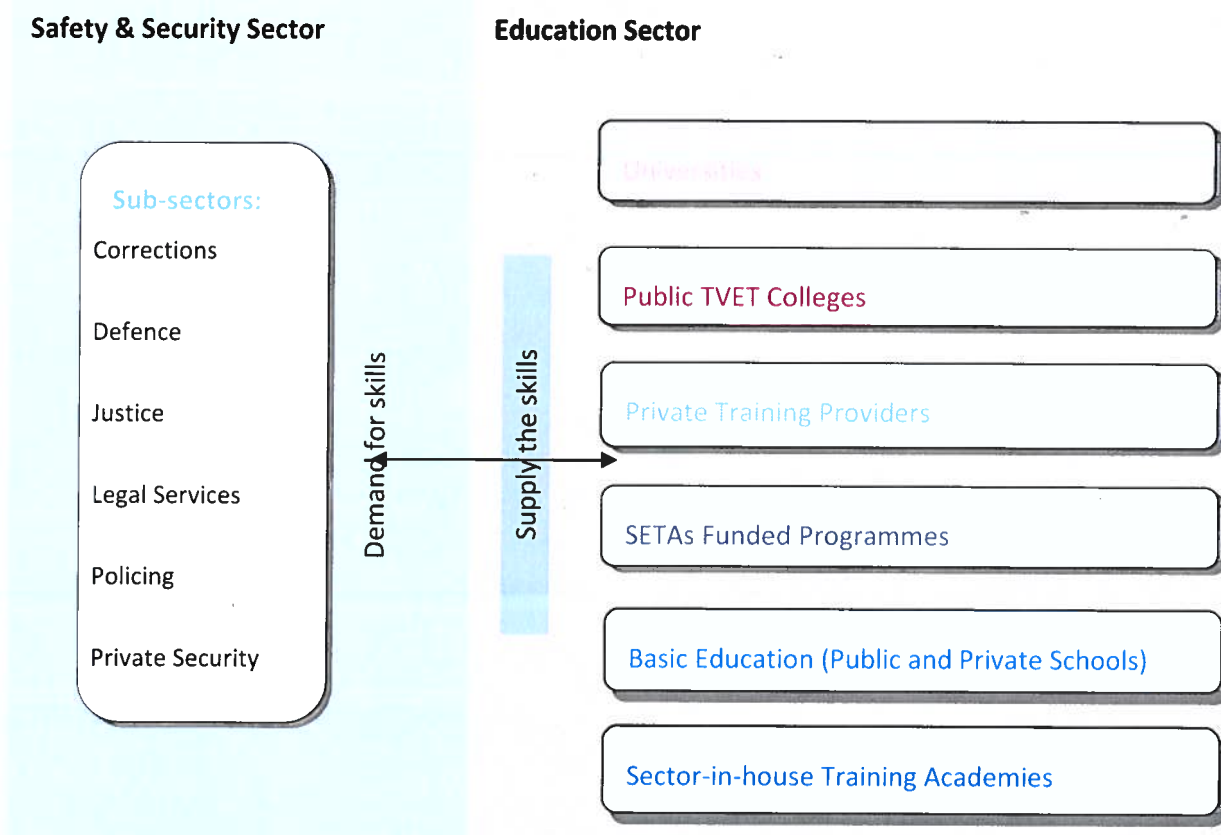 Safety & Security Sector
Education Sector
Sub-sectors:
Corrections
Defence
Justice
Legal Services
Policing
Private Security
Demand for skills
Supply the skills
Universities
Public TVET Colleges
Private Training Providers
SETAs Funded Programmes
Basic Education (Public and Private Schools)
Sector-in-house Training Academies